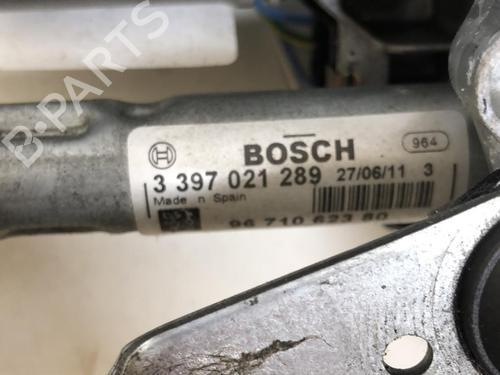 B-PARTS
BOSCH
964
3 397 021 289 27/06/11 3
Made in Spain
96 710 623 80